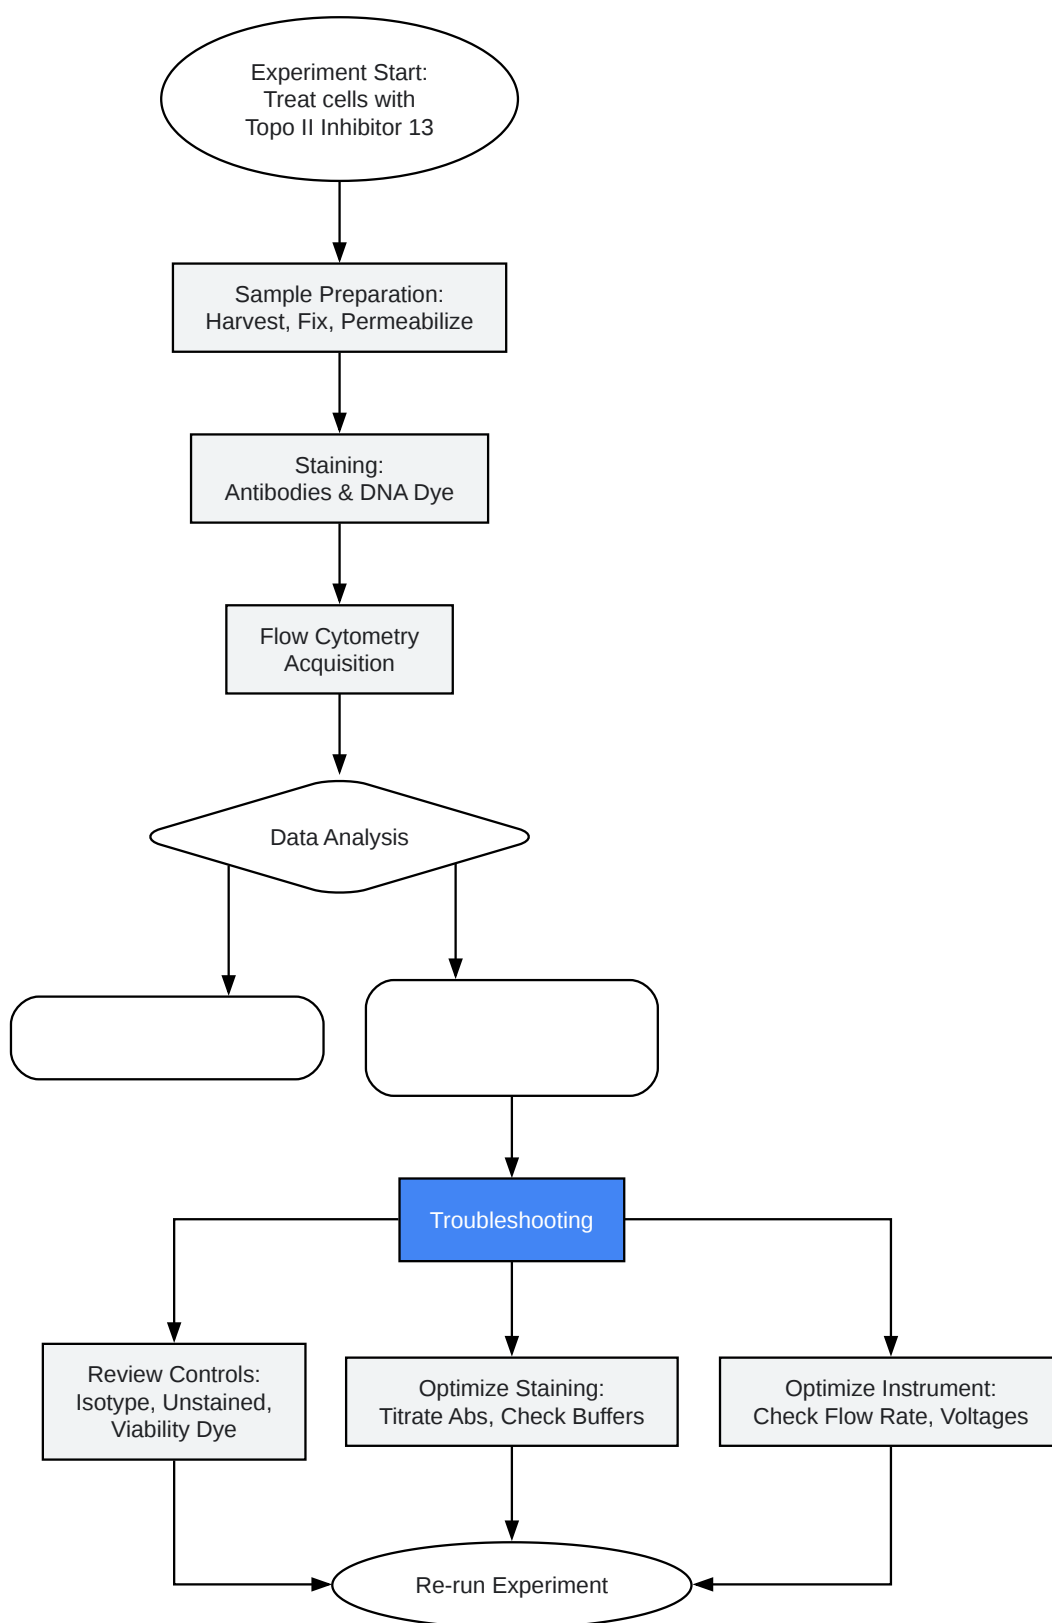 Experiment Start:
Treat cells with
Topo II Inhibitor 13
Sample Preparation:
Harvest, Fix, Permeabilize
Staining:
Antibodies & DNA Dye
Flow Cytometry
Acquisition
Data Analysis
Troubleshooting
Review Controls:
Isotype, Unstained,
Viability Dye
Optimize Staining:
Titrate Abs, Check Buffers
Optimize Instrument:
Check Flow Rate, Voltages
Re-run Experiment